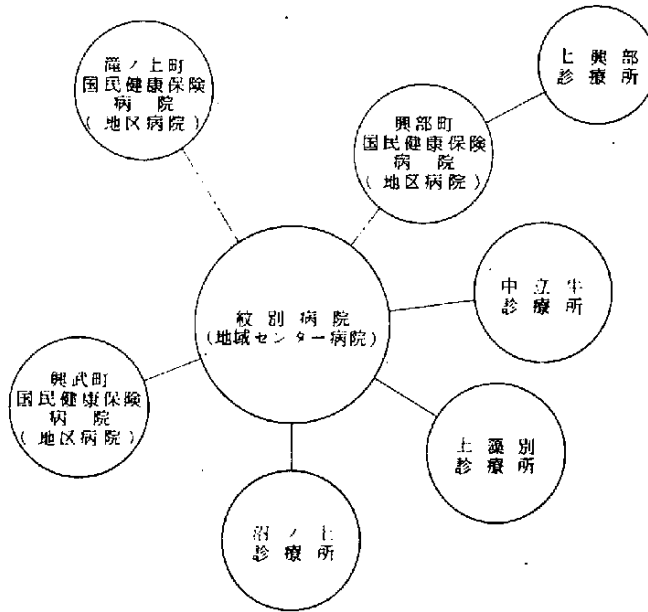 滝ノ上町
国民健康保険
病院
(地区病院)
興部町
国民健康保険
病院
(地区病院)
上興部
診療所
紋別病院
(地域センター病院)
中立牛
診療所
興武町
国民健康保険
病院
(地区病院)
上藻別
診療所
沼ノ上
診療所